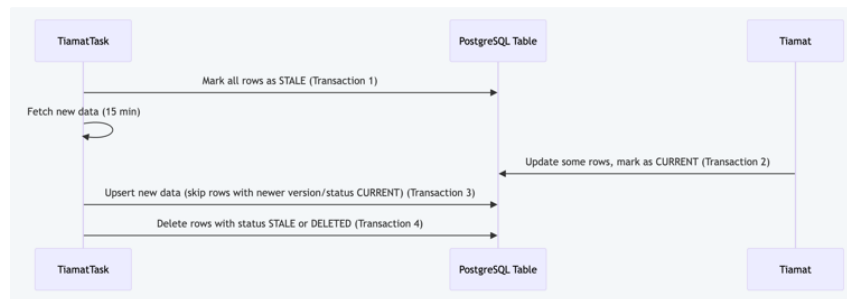 TiamatTask PostgreSQL Table Tiamat
Mark all rows as STALE (Transaction 1)
Fetch new data (15 min)
Update some rows, mark as CURRENT (Transaction 2)
Upsert new data (skip rows with newer version/status CURRENT) (Transaction 3)
Delete rows with status STALE or DELETED (Transaction 4)
TiamatTask PostgreSQL Table Tiamat